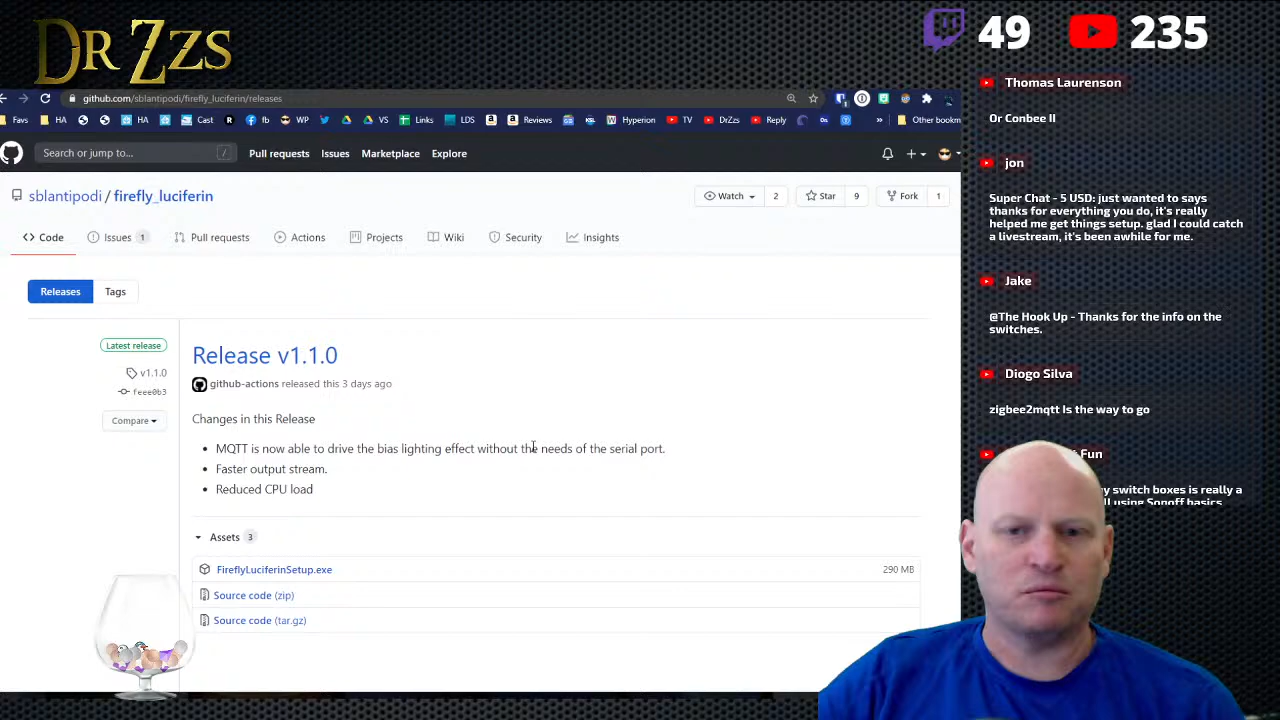 DR ZZS
49
235
github.com/sblantipodi/firefly_luciferin/releases
Favs
HA
HA
Cast
fb
WP
VS
Links
LDS
Reviews
Hyperion
TV
DrZzs
Reply
»
Other bookm
Search or jump to...
/
Pull requests
Issues
Marketplace
Explore
sblantipodi / firefly_luciferin
Watch
2
Star
9
Fork
1
Code
Issues
1
Pull requests
Actions
Projects
Wiki
Security
Insights
Releases
Tags
Latest release
v1.1.0
feee0b3
Compare
Release v1.1.0
github-actions released this 3 days ago
Changes in this Release
MQTT is now able to drive the bias lighting effect without the needs of the serial port.
Faster output stream.
Reduced CPU load
Assets 3
FireflyLuciferinSetup.exe
290 MB
Source code (zip)
Source code (tar.gz)
Thomas Laurenson
Or Conbee II
jon
Super Chat - 5 USD: just wanted to says
thanks for everything you do, it's really
helped me get things setup. glad I could catch
a livestream, it's been awhile for me.
Jake
@The Hook Up - Thanks for the info on the
switches.
Diogo Silva
zigbee2mqtt Is the way to go
Fun
switch boxes is really a
using Sonoff basics